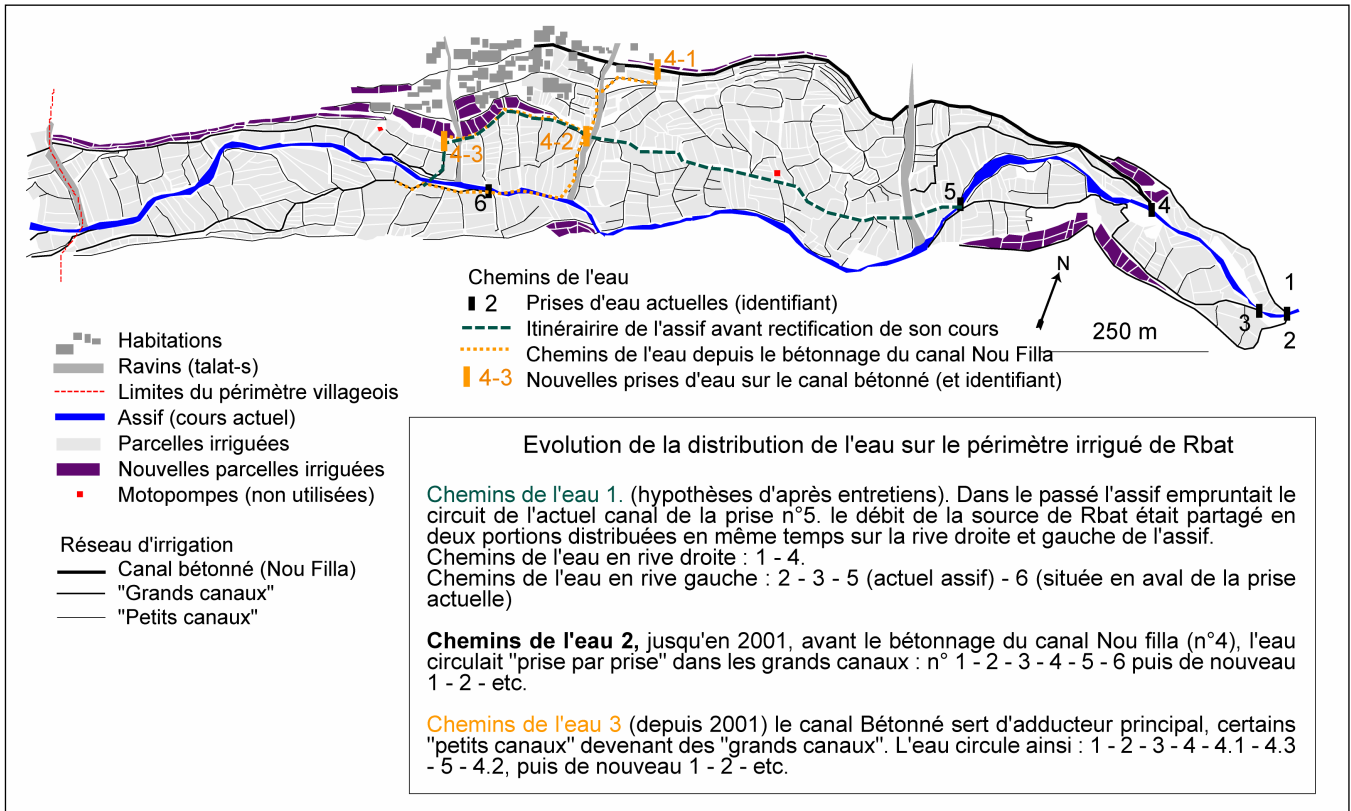 4-1
4-2
4-3
6
5
4
N
1
3
2
250 m
Chemins de l'eau
2 Prises d'eau actuelles (identifiant)
Itinérairire de l'assif avant rectification de son cours
Chemins de l'eau depuis le bétonnage du canal Nou Filla
4-3 Nouvelles prises d'eau sur le canal bétonné (et identifiant)
Habitations
Ravins (talat-s)
Limites du périmètre villageois
Assif (cours actuel)
Parcelles irriguées
Nouvelles parcelles irriguées
Motopompes (non utilisées)
Réseau d'irrigation
Canal bétonné (Nou Filla)
"Grands canaux"
"Petits canaux"
Evolution de la distribution de l'eau sur le périmètre irrigué de Rbat
Chemins de l'eau 1. (hypothèses d'après entretiens). Dans le passé l'assif empruntait le
circuit de l'actuel canal de la prise n°5. le débit de la source de Rbat était partagé en
deux portions distribuées en même temps sur la rive droite et gauche de l'assif.
Chemins de l'eau en rive droite : 1 - 4.
Chemins de l'eau en rive gauche : 2 - 3 - 5 (actuel assif) - 6 (située en aval de la prise
actuelle)
Chemins de l'eau 2, jusqu'en 2001, avant le bétonnage du canal Nou filla (n°4), l'eau
circulait "prise par prise" dans les grands canaux : n° 1 - 2 - 3 - 4 - 5 - 6 puis de nouveau
1 - 2 - etc.
Chemins de l'eau 3 (depuis 2001) le canal Bétonné sert d'adducteur principal, certains
"petits canaux" devenant des "grands canaux". L'eau circule ainsi : 1 - 2 - 3 - 4 - 4.1 - 4.3
- 5 - 4.2, puis de nouveau 1 - 2 - etc.